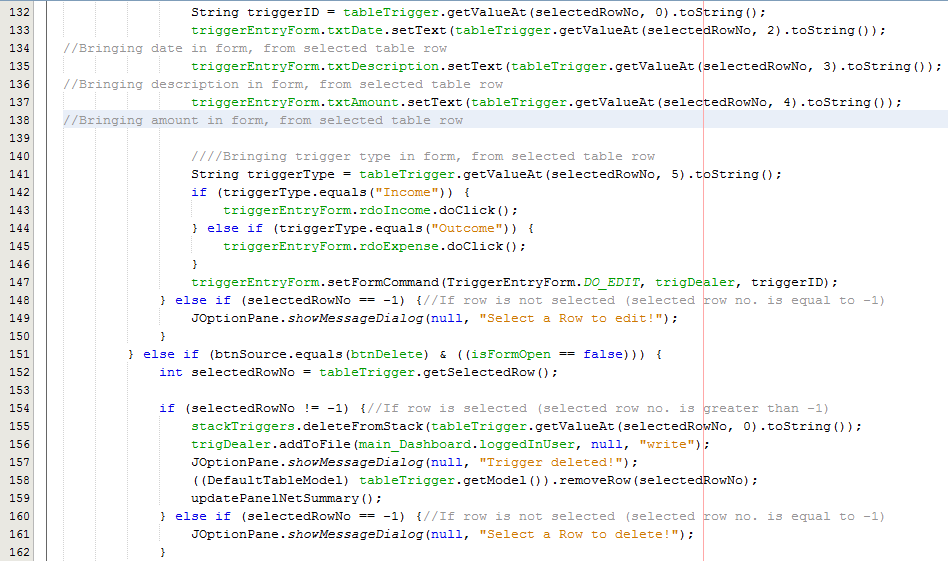 132 String triggerID = tableTrigger.getValueAt(selectedRowNo, 0).toString();
133 triggerEntryForm.txtDate.setText(tableTrigger.getValueAt(selectedRowNo, 2).toString());
134 //Bringing date in form, from selected table row
135 triggerEntryForm.txtDescription.setText(tableTrigger.getValueAt(selectedRowNo, 3).toString());
136 //Bringing description in form, from selected table row
137 triggerEntryForm.txtAmount.setText(tableTrigger.getValueAt(selectedRowNo, 4).toString());
138 //Bringing amount in form, from selected table row
139
140 ////Bringing trigger type in form, from selected table row
141 String triggerType = tableTrigger.getValueAt(selectedRowNo, 5).toString();
142 if (triggerType.equals("Income")) {
143 triggerEntryForm.rdoIncome.doClick();
144 } else if (triggerType.equals("Outcome")) {
145 triggerEntryForm.rdoExpense.doClick();
146 }
147 triggerEntryForm.setFormCommand(TriggerEntryForm.DO_EDIT, trigDealer, triggerID);
148 } else if (selectedRowNo == -1) {//If row is not selected (selected row no. is equal to -1)
149 JOptionPane.showMessageDialog(null, "Select a Row to edit!");
150 }
151 } else if (btnSource.equals(btnDelete) & ((isFormOpen == false))) {
152 int selectedRowNo = tableTrigger.getSelectedRow();
153
154 if (selectedRowNo != -1) {//If row is selected (selected row no. is greater than -1)
155 stackTriggers.deleteFromStack(tableTrigger.getValueAt(selectedRowNo, 0).toString());
156 trigDealer.addToFile(main_Dashboard.loggedInUser, null, "write");
157 JOptionPane.showMessageDialog(null, "Trigger deleted!");
158 ((DefaultTableModel) tableTrigger.getModel()).removeRow(selectedRowNo);
159 updatePanelNetSummary();
160 } else if (selectedRowNo == -1) {//If row is not selected (selected row no. is equal to -1)
161 JOptionPane.showMessageDialog(null, "Select a Row to delete!");
162 }